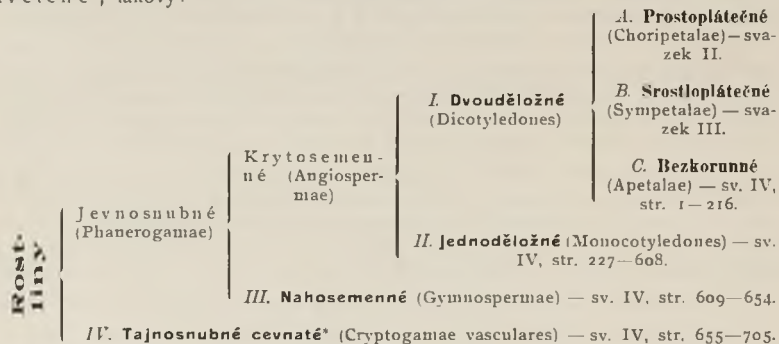 A. Prostoplátečné
(Choripetalae) — sva-
zek II.
I. Dvouděložné
(Dicotyledones)
B. Srostloplátečné
(Sympetalae) — sva-
zek III.
Krytosemen-
né (Angiosper-
mae)
C. Bezkorunné
(Apetalae) — sv. IV,
str. 1—216.
Jevnosnubné
(Phanerogamae)
II. Jednoděložné (Monocotyledones) — sv.
IV, str. 227—608.
Rost-
liny
III. Nahosemenné (Gymnospermae) — sv. IV, str. 609—654.
IV. Tajnosnubné cevnaté* (Cryptogamae vasculares) — sv. IV, str. 655—705.